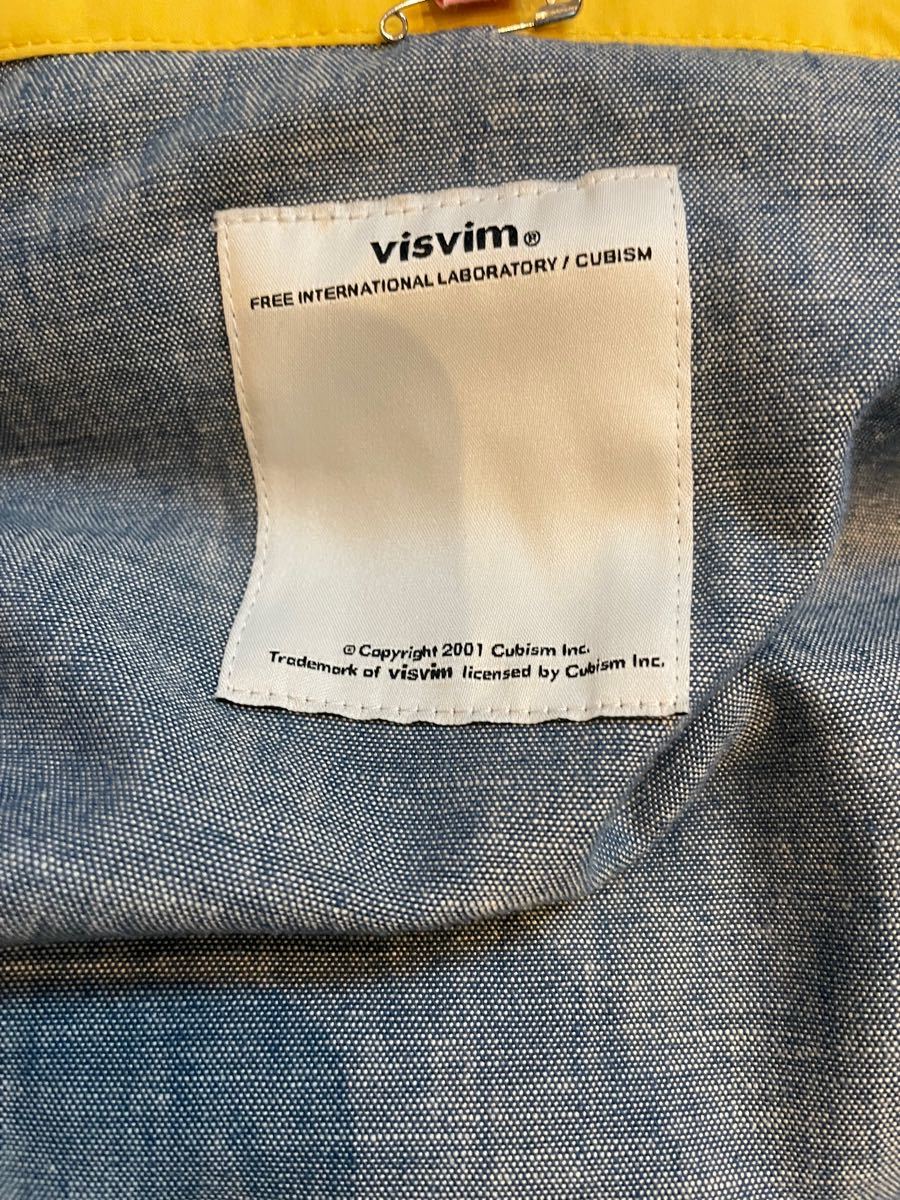 visvim®
FREE INTERNATIONAL LABORATORY / CUBISM
© Copyright 2001 Cubism Inc.
Trademark of visvim licensed by Cubism Inc.